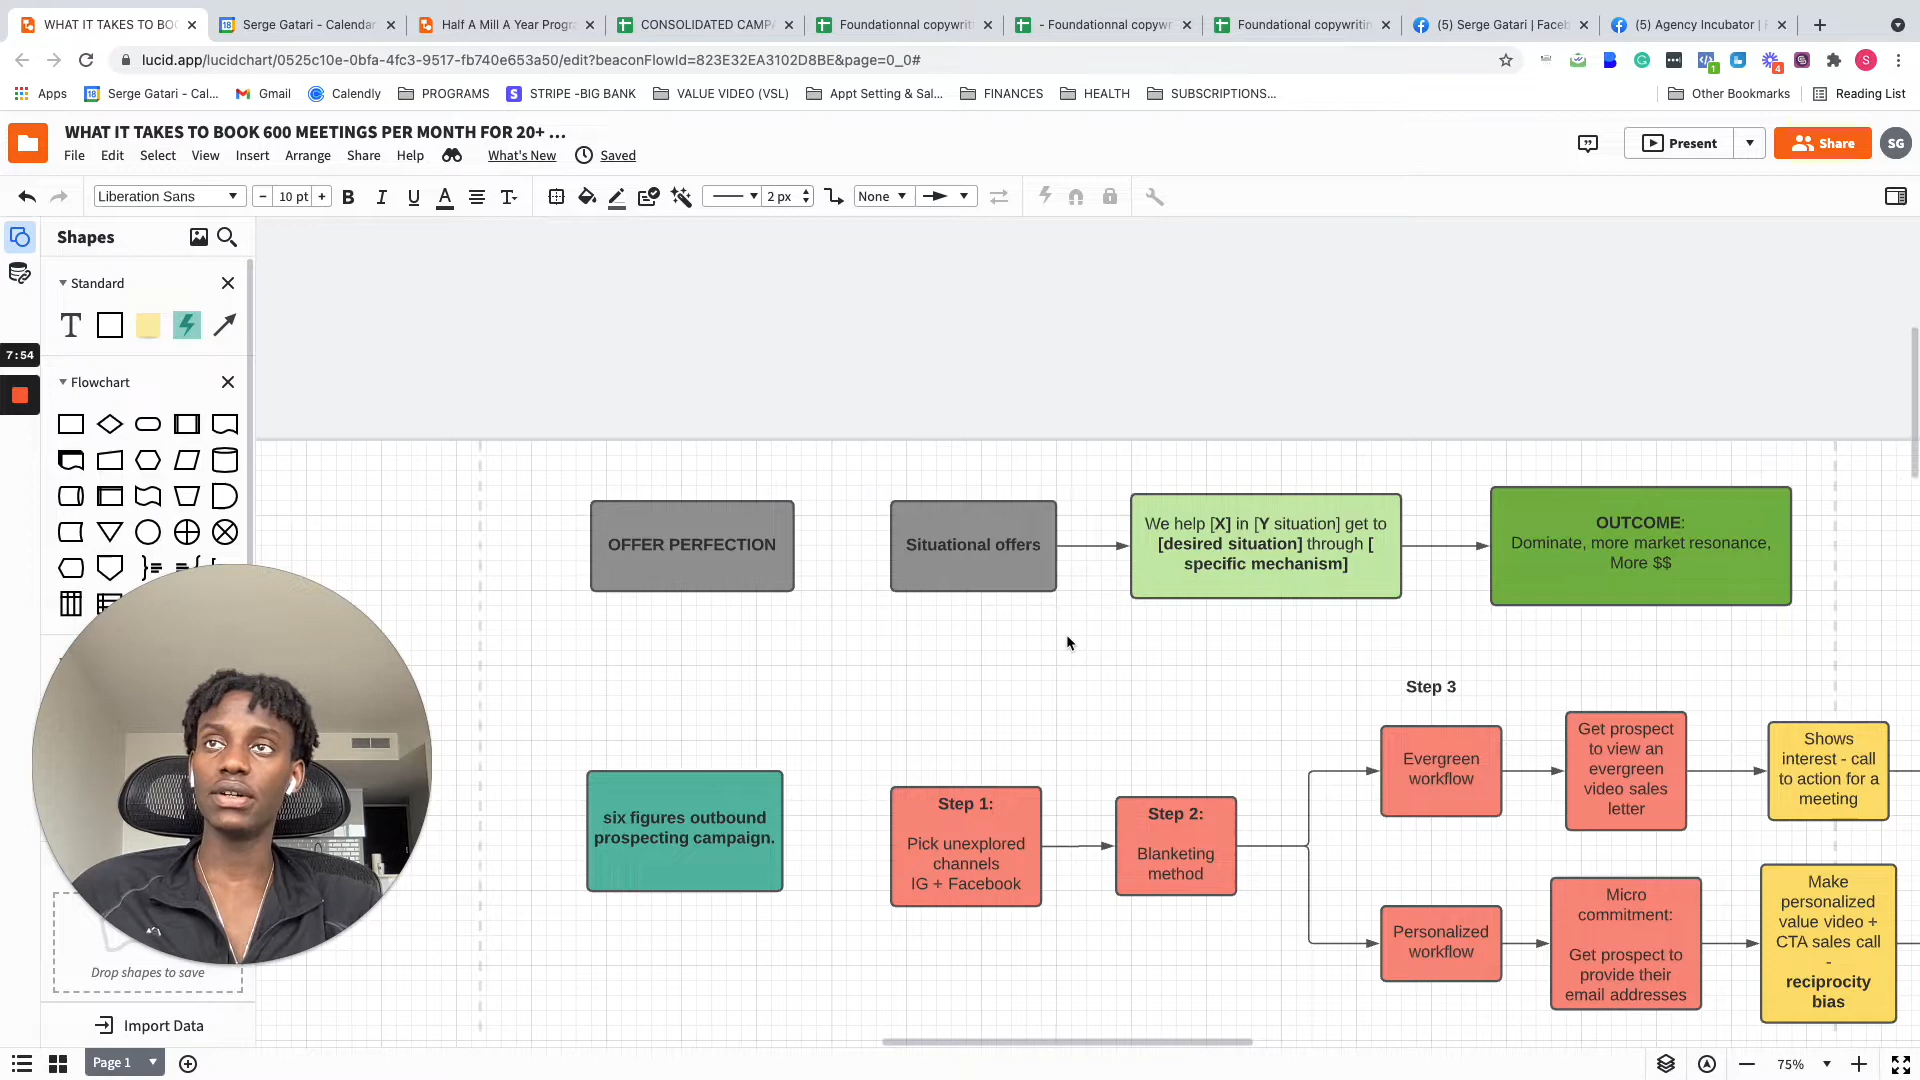 WHAT IT TAKES TO BOO
Serge Gatari - Calendar
Half A Mill A Year Progr
CONSOLIDATED CAMP
Foundationnal copywrit
- Foundationnal copywr
Foundational copywritin
(5) Serge Gatari | Faceb
(5) Agency Incubator | F
lucid.app/lucidchart/0525c10e-0bfa-4fc3-9517-fb740e653a50/edit?beaconFlowId=823E32EA3102D8BE&page=0_0#
1
4
S
Apps
18
Serge Gatari - Cal...
Gmail
Calendly
PROGRAMS
S
STRIPE -BIG BANK
VALUE VIDEO (VSL)
Appt Setting & Sal...
FINANCES
HEALTH
SUBSCRIPTIONS...
Other Bookmarks
Reading List
WHAT IT TAKES TO BOOK 600 MEETINGS PER MONTH FOR 20+ ...
File Edit Select View Insert Arrange Share Help What's New Saved
Present
Share
SG
Liberation Sans
10 pt
2 px
None
Shapes
Standard
7:54
Flowchart
Drop shapes to save
Import Data
Page 1
75%
OFFER PERFECTION
Situational offers
We help [X] in [Y situation] get to
[desired situation] through [
specific mechanism]
OUTCOME:
Dominate, more market resonance,
More $$
six figures outbound
prospecting campaign.
Step 1:
Pick unexplored
channels
IG + Facebook
Step 2:
Blanketing
method
Step 3
Evergreen
workflow
Get prospect
to view an
evergreen
video sales
letter
Shows
interest - call
to action for a
meeting
Personalized
workflow
Micro
commitment:
Get prospect to
provide their
email addresses
Make
personalized
value video +
CTA sales call
-
reciprocity
bias